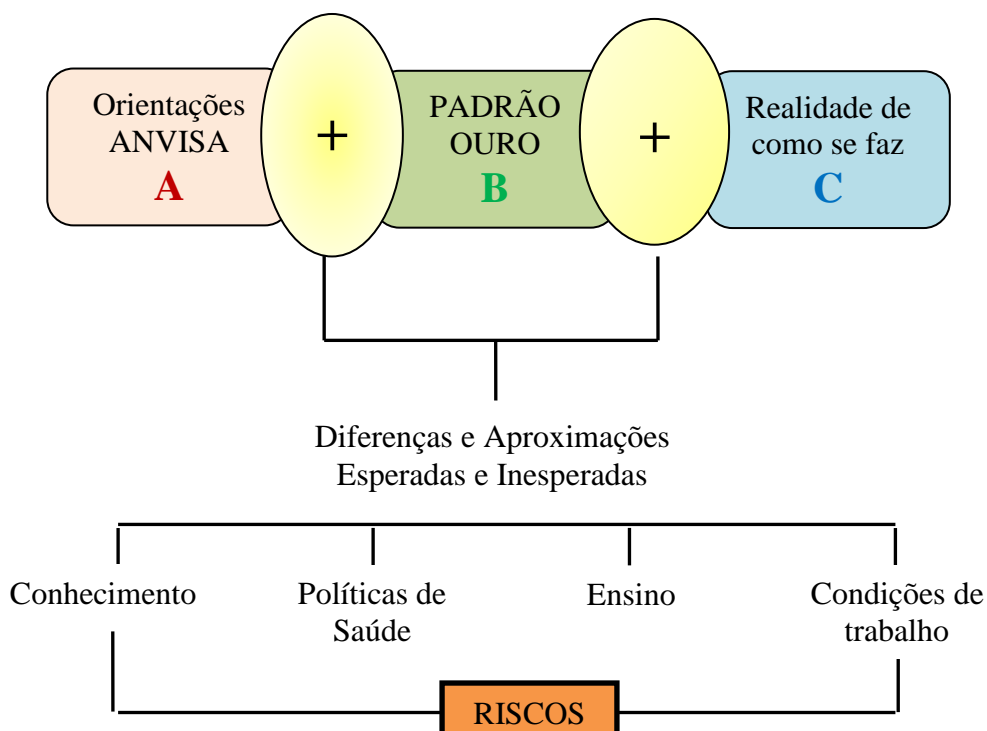 Orientações
ANVISA
A
+
PADRÃO
OURO
B
+
Realidade de
como se faz
C
Diferenças e Aproximações
Esperadas e Inesperadas
Conhecimento
Políticas de
Saúde
Ensino
Condições de
trabalho
RISCOS